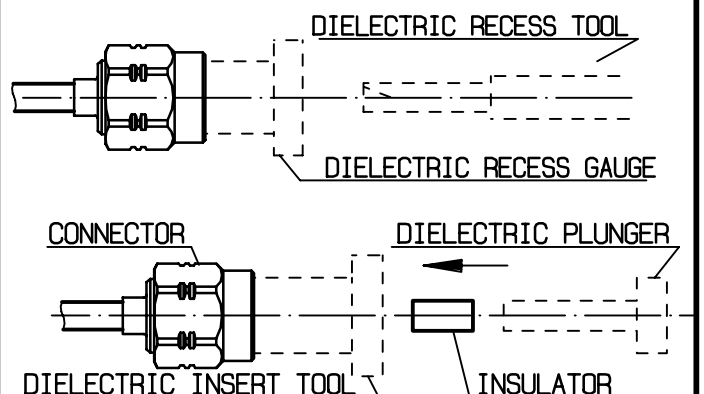 DIELECTRIC RECESS TOOL
DIELECTRIC RECESS GAUGE
CONNECTOR
DIELECTRIC PLUNGER
DIELECTRIC INSERT TOOL
INSULATOR